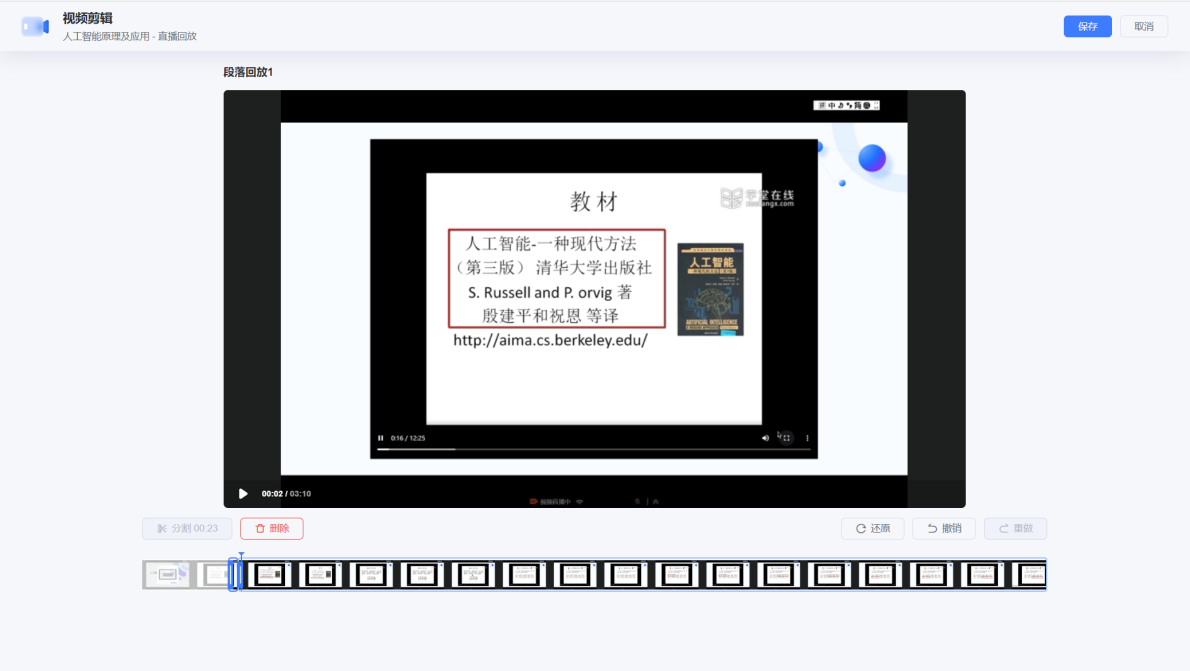 视频剪辑
人工智能原理及应用 - 直播回放
保存
取消
段落回放1
教材
学堂在线
xuetangx.com
人工智能-一种现代方法
（第三版） 清华大学出版社
S. Russell and P. orvig 著
殷建平和祝恩 等译
http://aima.cs.berkeley.edu/
人工智能
ARTIFICIAL INTELLIGENCE
0:16 / 12:25
00:02 / 03:10
分割 00:23
删除
还原
撤销
重做